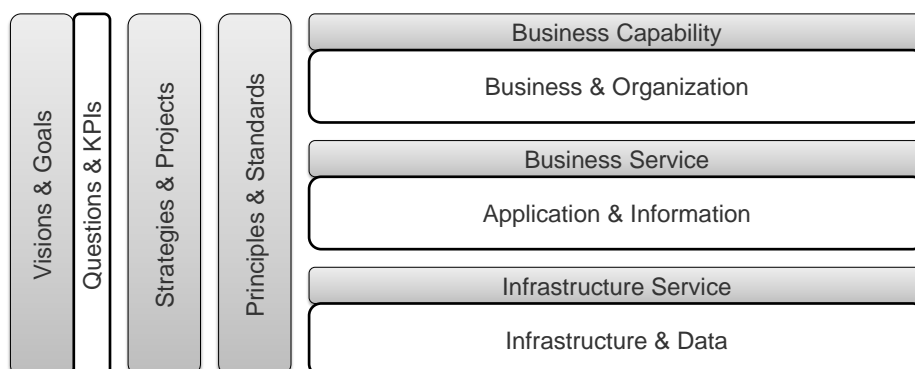 Visions & Goals
Questions & KPIs
Strategies & Projects
Principles & Standards
Business Capability
Business & Organization
Business Service
Application & Information
Infrastructure Service
Infrastructure & Data